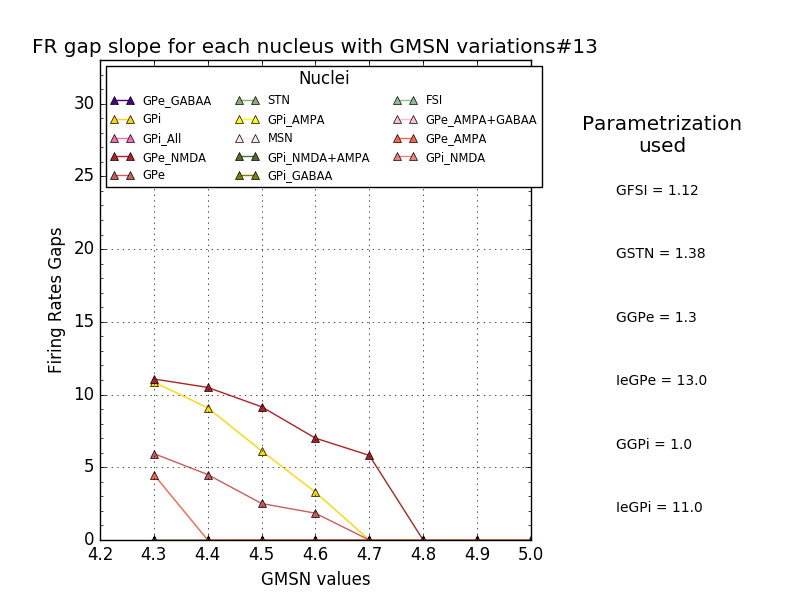 FR gap slope for each nucleus with GMSN variations#13
Nuclei
GPe_GABAA STN FSI
GPi GPi_AMPA GPe_AMPA+GABAA
GPi_All MSN GPe_AMPA
GPe_NMDA GPi_NMDA+AMPA GPi_NMDA
GPe GPi_GABAA
30
25
20
15
10
5
0
Firing Rates Gaps
4.2 4.3 4.4 4.5 4.6 4.7 4.8 4.9 5.0
GMSN values
Parametrization
used
GFSI = 1.12
GSTN = 1.38
GGPe = 1.3
IeGPe = 13.0
GGPi = 1.0
IeGPi = 11.0